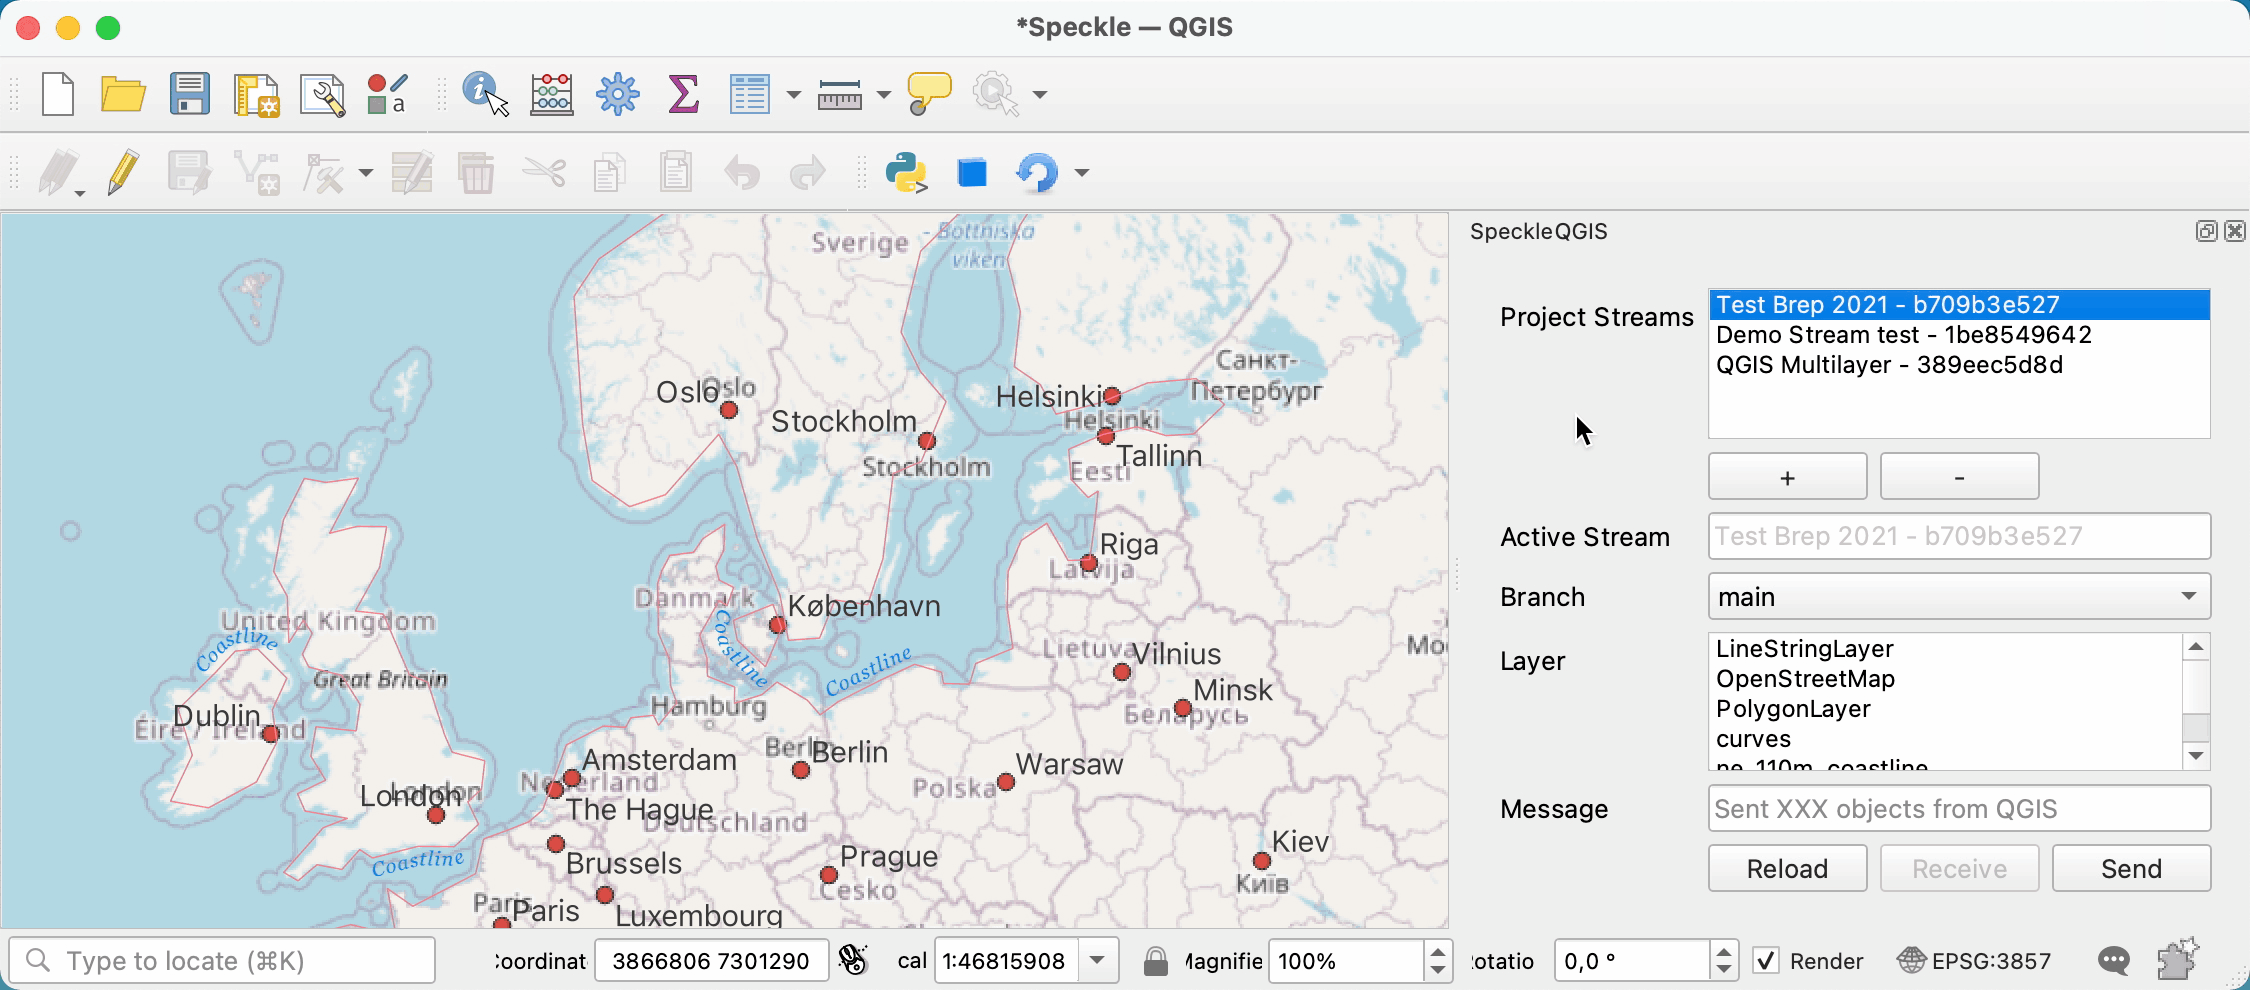 *Speckle — QGIS
a
SpeckleQGIS
Project Streams
Test Brep 2021 - b709b3e527
Demo Stream test - 1be8549642
QGIS Multilayer - 389eec5d8d
+ -
Active Stream
Test Brep 2021 - b709b3e527
Branch
main
Layer
LineStringLayer
OpenStreetMap
PolygonLayer
curves
ne_110m_coastline
Message
Sent XXX objects from QGIS
Reload Receive Send
Sverige
- Bottniska
viken
Санкт-
Петербург
Oslo
Oslo
Helsinki
Helsinki
Stockholm
Stockholm
Tallinn
Eesti
Riga
Latvija
Danmark
København
United Kingdom
Coastline
Coastline
Coastline
Lietuva
Vilnius
Great Britain
Minsk
Беларусь
Hamburg
Dublin
Éire / Ireland
Amsterdam
Nederland
Berlin
Berlin
Warsaw
Polska
London
London
The Hague
Deutschland
Coastline
Brussels
Prague
Česko
Kiev
Київ
Paris
Paris
Luxembourg
Type to locate (⌘K)
Coordinat 3866806 7301290
cal 1:46815908
Magnifie 100%
otatio 0,0 °
Render
EPSG:3857